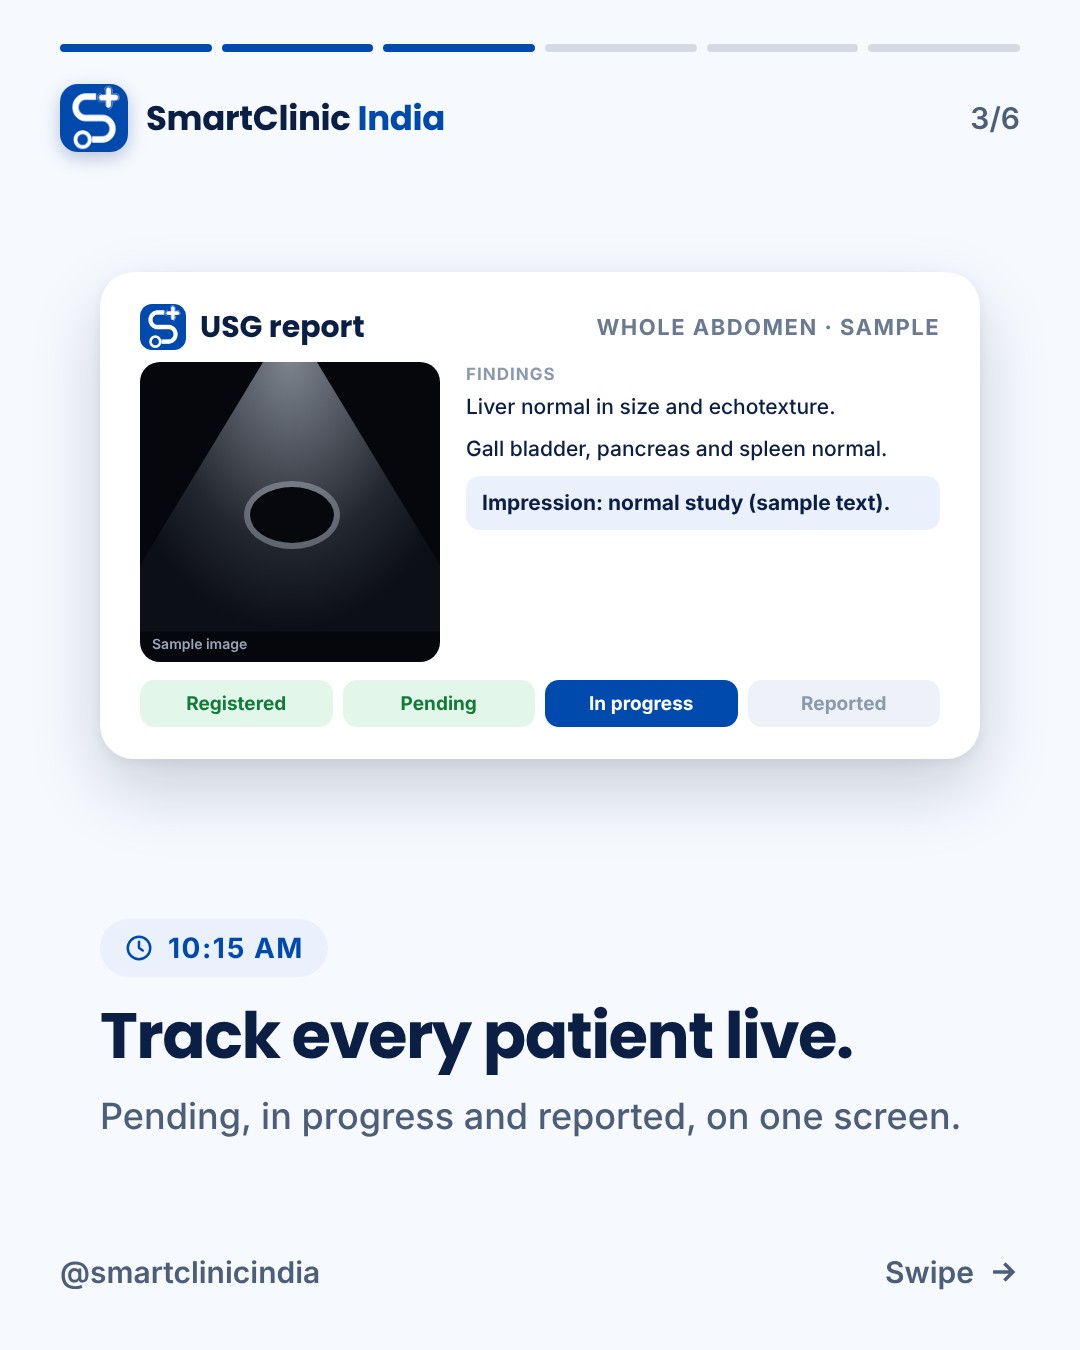 SmartClinic India
3/6
USG report
WHOLE ABDOMEN · SAMPLE
FINDINGS
Liver normal in size and echotexture.
Gall bladder, pancreas and spleen normal.
Impression: normal study (sample text).
Sample image
Registered
Pending
In progress
Reported
10:15 AM
Track every patient live.
Pending, in progress and reported, on one screen.
@smartclinicindia
Swipe →